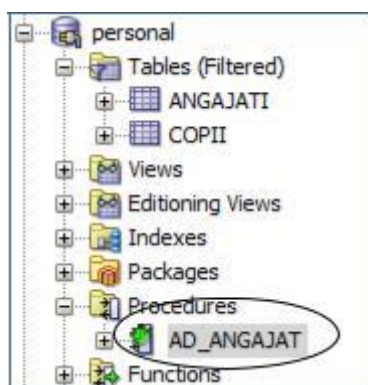 personal
Tables (Filtered)
ANGAJATI
COPII
Views
Editioning Views
Indexes
Packages
Procedures
AD_ANGAJAT
Functions